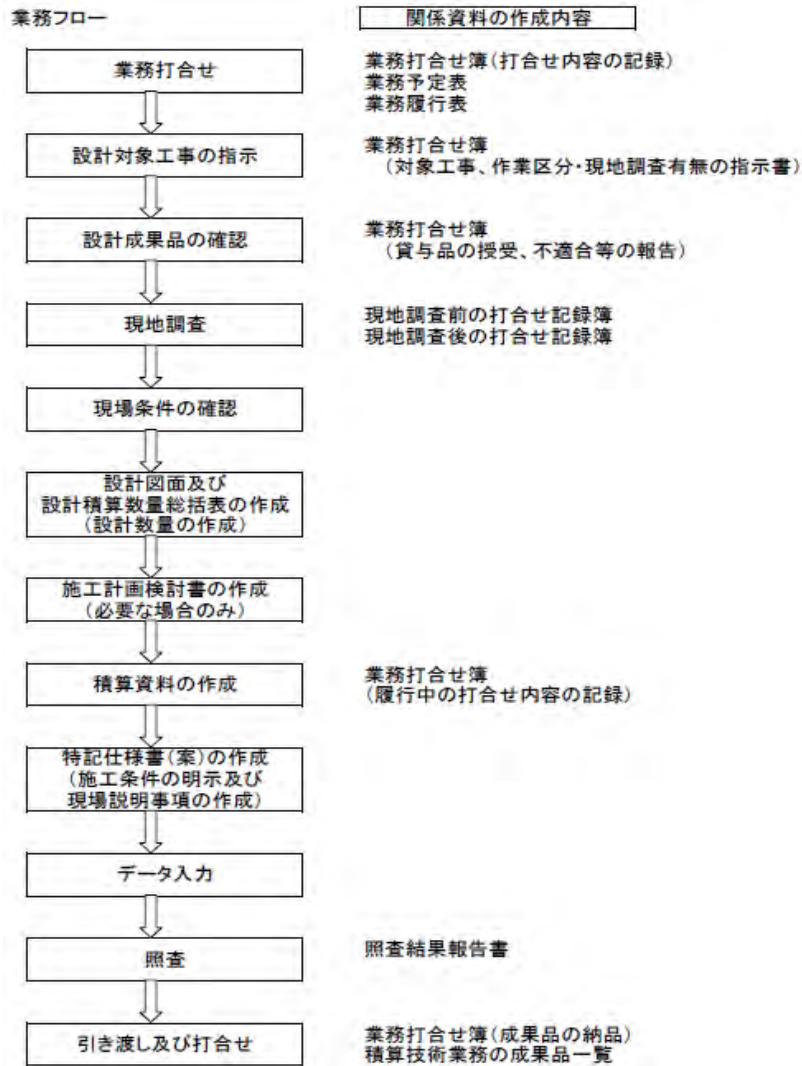 業務フロー
関係資料の作成内容
業務打合せ
業務打合せ簿(打合せ内容の記録)
業務予定表
業務履行表
設計対象工事の指示
業務打合せ簿
(対象工事、作業区分・現地調査有無の指示書)
設計成果品の確認
業務打合せ簿
(貸与品の授受、不適合等の報告)
現地調査
現地調査前の打合せ記録簿
現地調査後の打合せ記録簿
現場条件の確認
設計図面及び
設計積算数量総括表の作成
(設計数量の作成)
施工計画検討書の作成
(必要な場合のみ)
積算資料の作成
業務打合せ簿
(履行中の打合せ内容の記録)
特記仕様書(案)の作成
(施工条件の明示及び
現場説明事項の作成)
データ入力
照査
照査結果報告書
引き渡し及び打合せ
業務打合せ簿(成果品の納品)
積算技術業務の成果品一覧